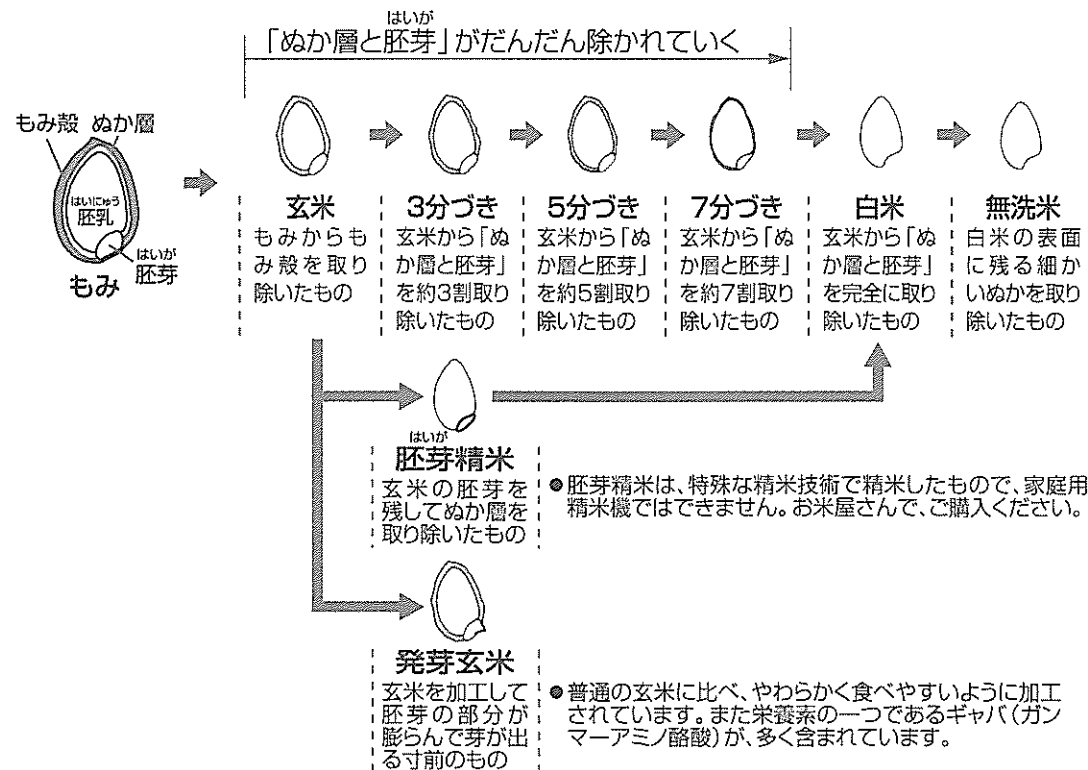 はいが
「ぬか層と胚芽」がだんだん除かれていく
もみ殻 ぬか層
はいにゅう
胚乳
はいが
胚芽
もみ
玄米
もみからも
み殻を取り
除いたもの
3分づき
玄米から「ぬ
か層と胚芽」
を約3割取り
除いたもの
5分づき
玄米から「ぬ
か層と胚芽」
を約5割取り
除いたもの
7分づき
玄米から「ぬ
か層と胚芽」
を約7割取り
除いたもの
白米
玄米から「ぬ
か層と胚芽」
を完全に取り
除いたもの
無洗米
白米の表面
に残る細か
いぬかを取り
除いたもの
はいが
胚芽精米
玄米の胚芽を
残してぬか層を
取り除いたもの
●胚芽精米は、特殊な精米技術で精米したもので、家庭用
精米機ではできません。お米屋さんで、ご購入ください。
発芽玄米
玄米を加工して
胚芽の部分が
膨らんで芽が出
る寸前のもの
●普通の玄米に比べ、やわらかく食べやすいように加工
されています。また栄養素の一つであるギャバ(ガン
マーアミノ酪酸)が、多く含まれています。